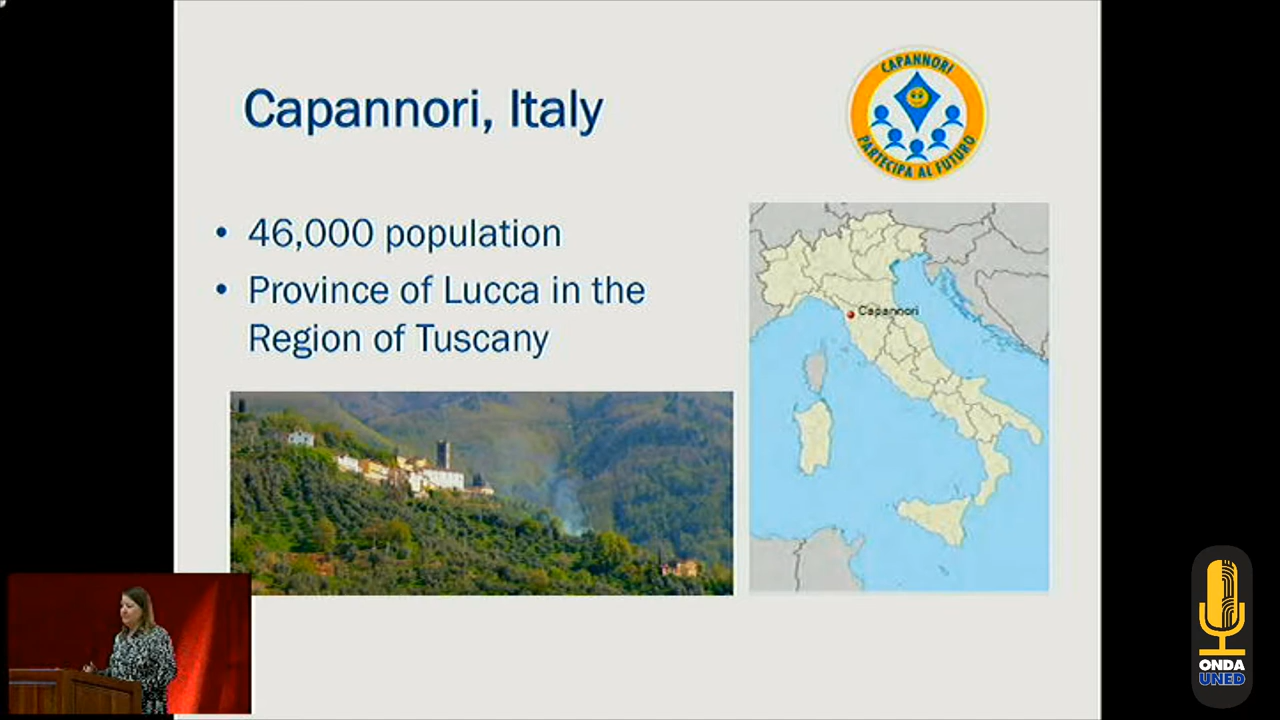 Capannori, Italy
CAPANNORI
PARTECIPA AL FUTURO
• 46,000 population
• Province of Lucca in the
Region of Tuscany
Capannori
ONDA
UNED